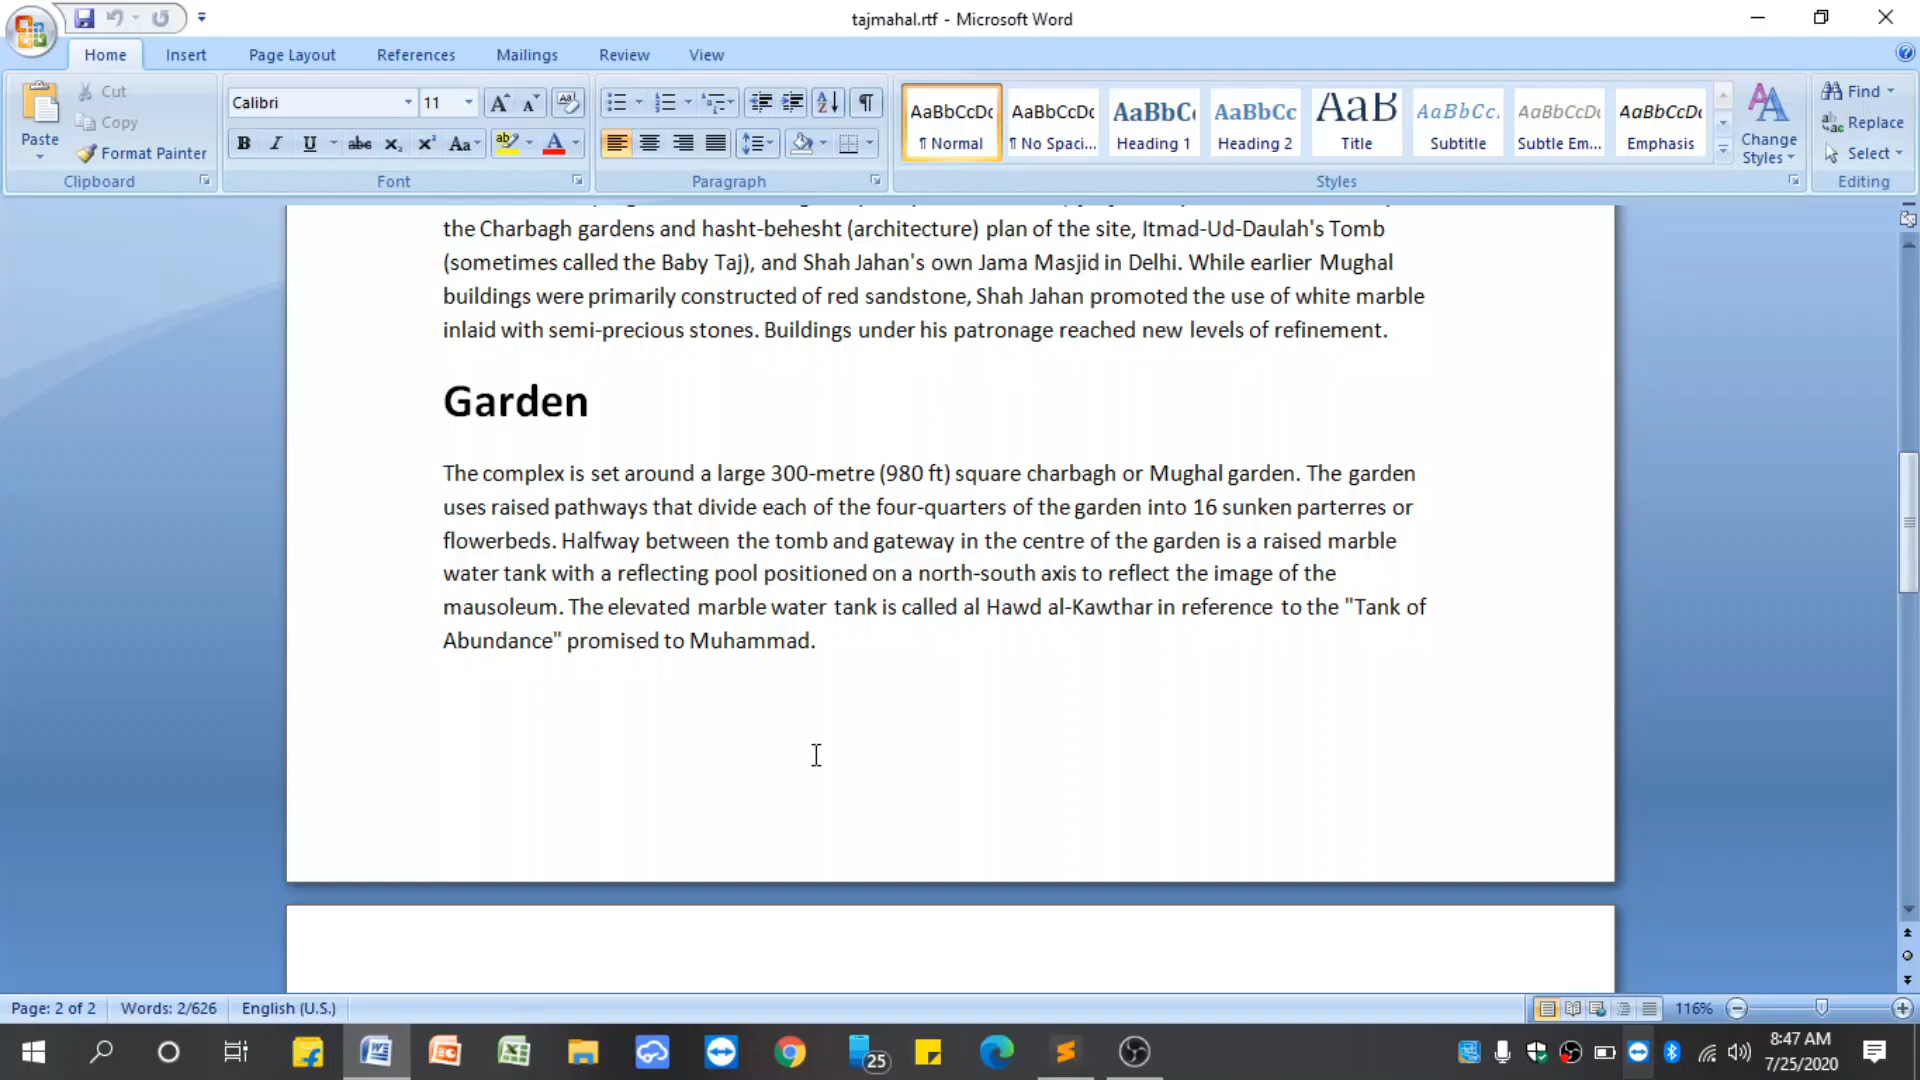 tajmahal.rtf - Microsoft Word
Home Insert Page Layout References Mailings Review View
Paste
Cut
Copy
Format Painter
Clipboard
Calibri 11
Font
Paragraph
AaBbCcDc AaBbCcDc AaBbC AaBbCc AaB AaBbCc. AaBbCcDc AaBbCcDc
¶ Normal ¶ No Spaci... Heading 1 Heading 2 Title Subtitle Subtle Em... Emphasis
Change Styles
Styles
Find
Replace
Select
Editing
the Charbagh gardens and hasht-behesht (architecture) plan of the site, Itmad-Ud-Daulah's Tomb
(sometimes called the Baby Taj), and Shah Jahan's own Jama Masjid in Delhi. While earlier Mughal
buildings were primarily constructed of red sandstone, Shah Jahan promoted the use of white marble
inlaid with semi-precious stones. Buildings under his patronage reached new levels of refinement.
Garden
The complex is set around a large 300-metre (980 ft) square charbagh or Mughal garden. The garden
uses raised pathways that divide each of the four-quarters of the garden into 16 sunken parterres or
flowerbeds. Halfway between the tomb and gateway in the centre of the garden is a raised marble
water tank with a reflecting pool positioned on a north-south axis to reflect the image of the
mausoleum. The elevated marble water tank is called al Hawd al-Kawthar in reference to the "Tank of
Abundance" promised to Muhammad.
Page: 2 of 2 Words: 2/626 English (U.S.) 116%
25
8:47 AM
7/25/2020